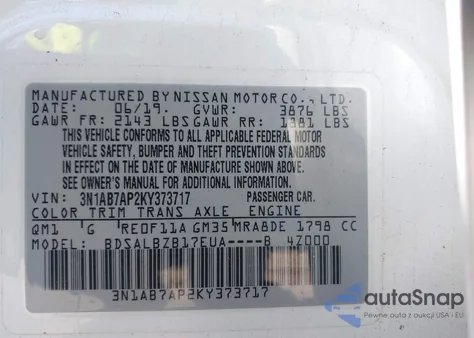 MANUFACTURED BY NISSAN MOTOR CO., LTD.
DATE: 06/19. GVWR: 3876 LBS
GAWR FR: 2143 LBS GAWR RR: 1381 LBS
THIS VEHICLE CONFORMS TO ALL APPLICABLE FEDERAL MOTOR
VEHICLE SAFETY, BUMPER AND THEFT PREVENTION STANDARDS
IN EFFECT ON THE DATE OF MANUFACTURE SHOWN ABOVE.
SEE OWNER'S MANUAL FOR ADDITIONAL INFORMATION.
VIN: 3N1AB7AP2KY373717 PASSENGER CAR.
COLOR TRIM TRANS AXLE ENGINE
QM1 G RE0F11A GM35 MRA8DE 1798 CC
MODEL: BDSALBZB17EUA----B 4Z000
3N1AB7AP2KY373717
autoSnap
Pewne auta z aukcji USA i EU